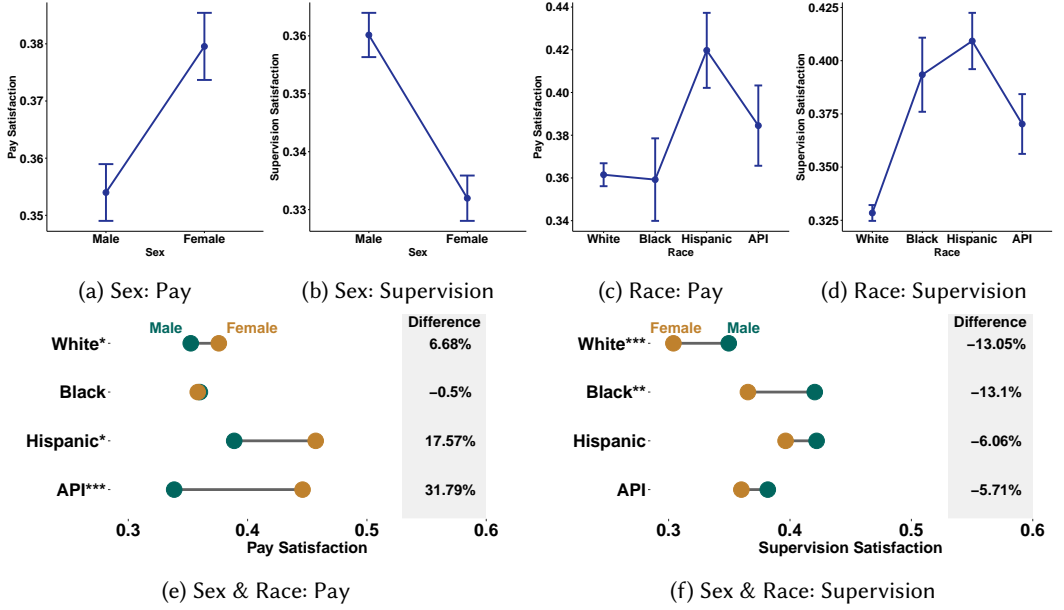 0.38
0.37
0.36
0.35
Pay Satisfaction
Male Female
Sex
(a) Sex: Pay
0.36
0.35
0.34
0.33
Supervision Satisfaction
Male Female
Sex
(b) Sex: Supervision
0.44
0.42
0.40
0.38
0.36
0.34
Pay Satisfaction
White Black Hispanic API
Race
(c) Race: Pay
0.425
0.400
0.375
0.350
0.325
Supervision Satisfaction
White Black Hispanic API
Race
(d) Race: Supervision
Male Female Difference
White* 6.68%
Black −0.5%
Hispanic* 17.57%
API*** 31.79%
0.3 0.4 0.5 0.6
Pay Satisfaction
(e) Sex & Race: Pay
Female Male Difference
White*** −13.05%
Black** −13.1%
Hispanic −6.06%
API −5.71%
0.3 0.4 0.5 0.6
Supervision Satisfaction
(f) Sex & Race: Supervision